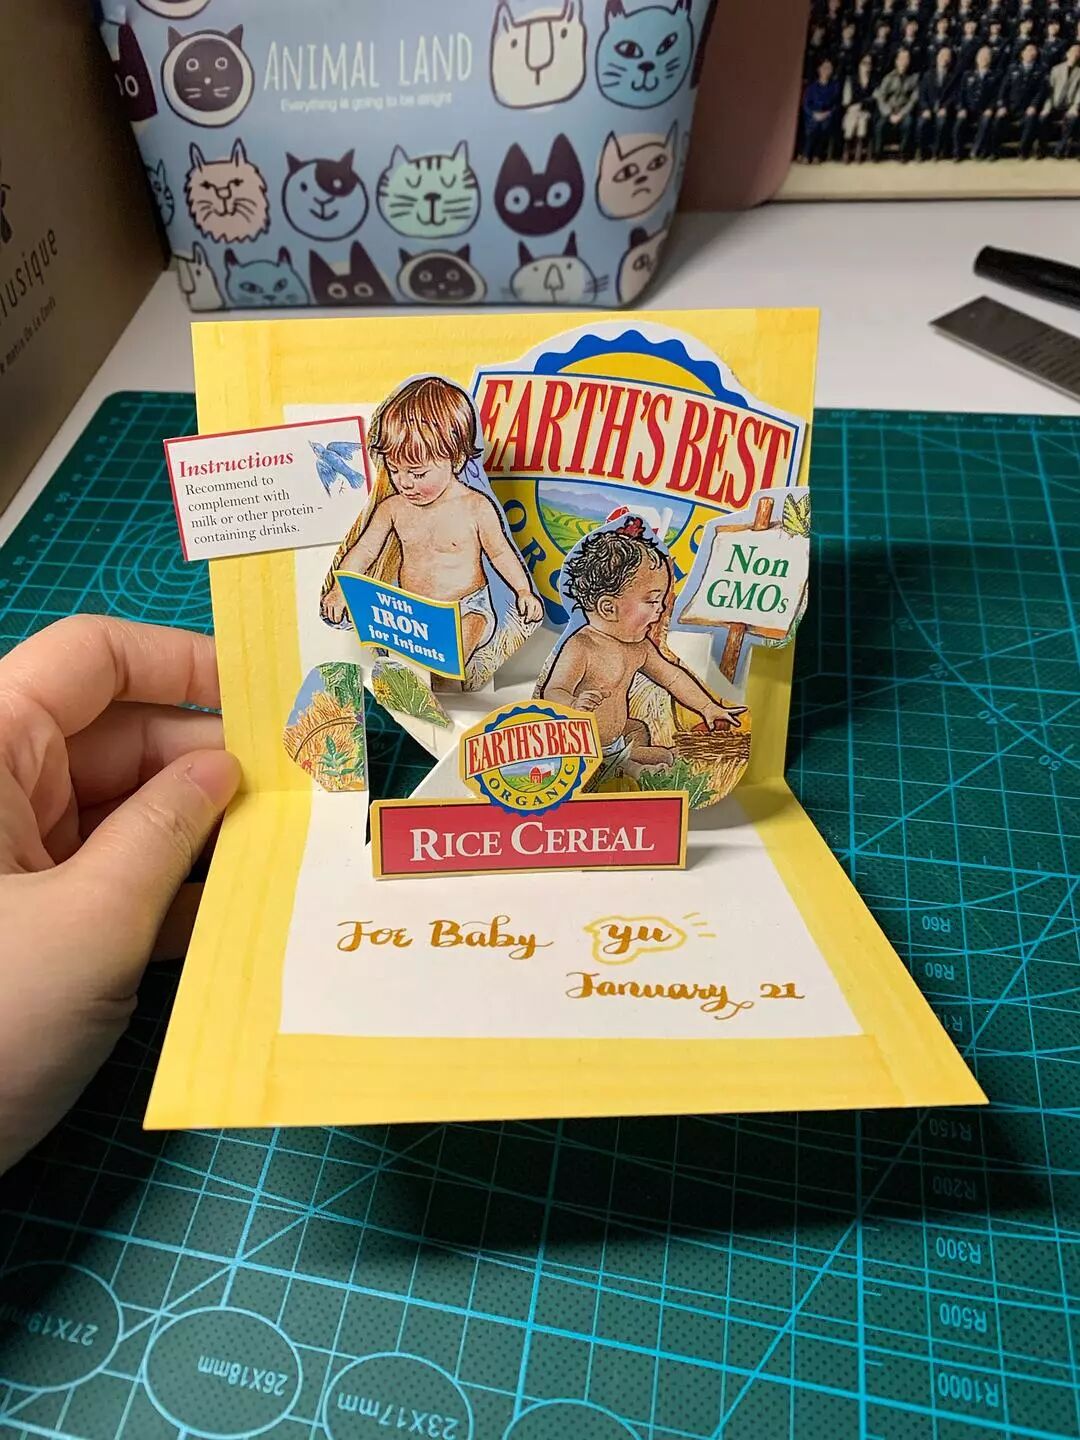 ANIMAL LAND
Everything is going to be alright
usique
EARTH'S BEST
Instructions
Recommend to
complement with
milk or other protein -
containing drinks.
Non
GMOs
With
IRON
for Infants
EARTH'S BEST
ORGANIC
RICE CEREAL
For Baby yu
January 21
R60
R80
R150
R200
R300
R500
R1000
26X18mm
23X17mm